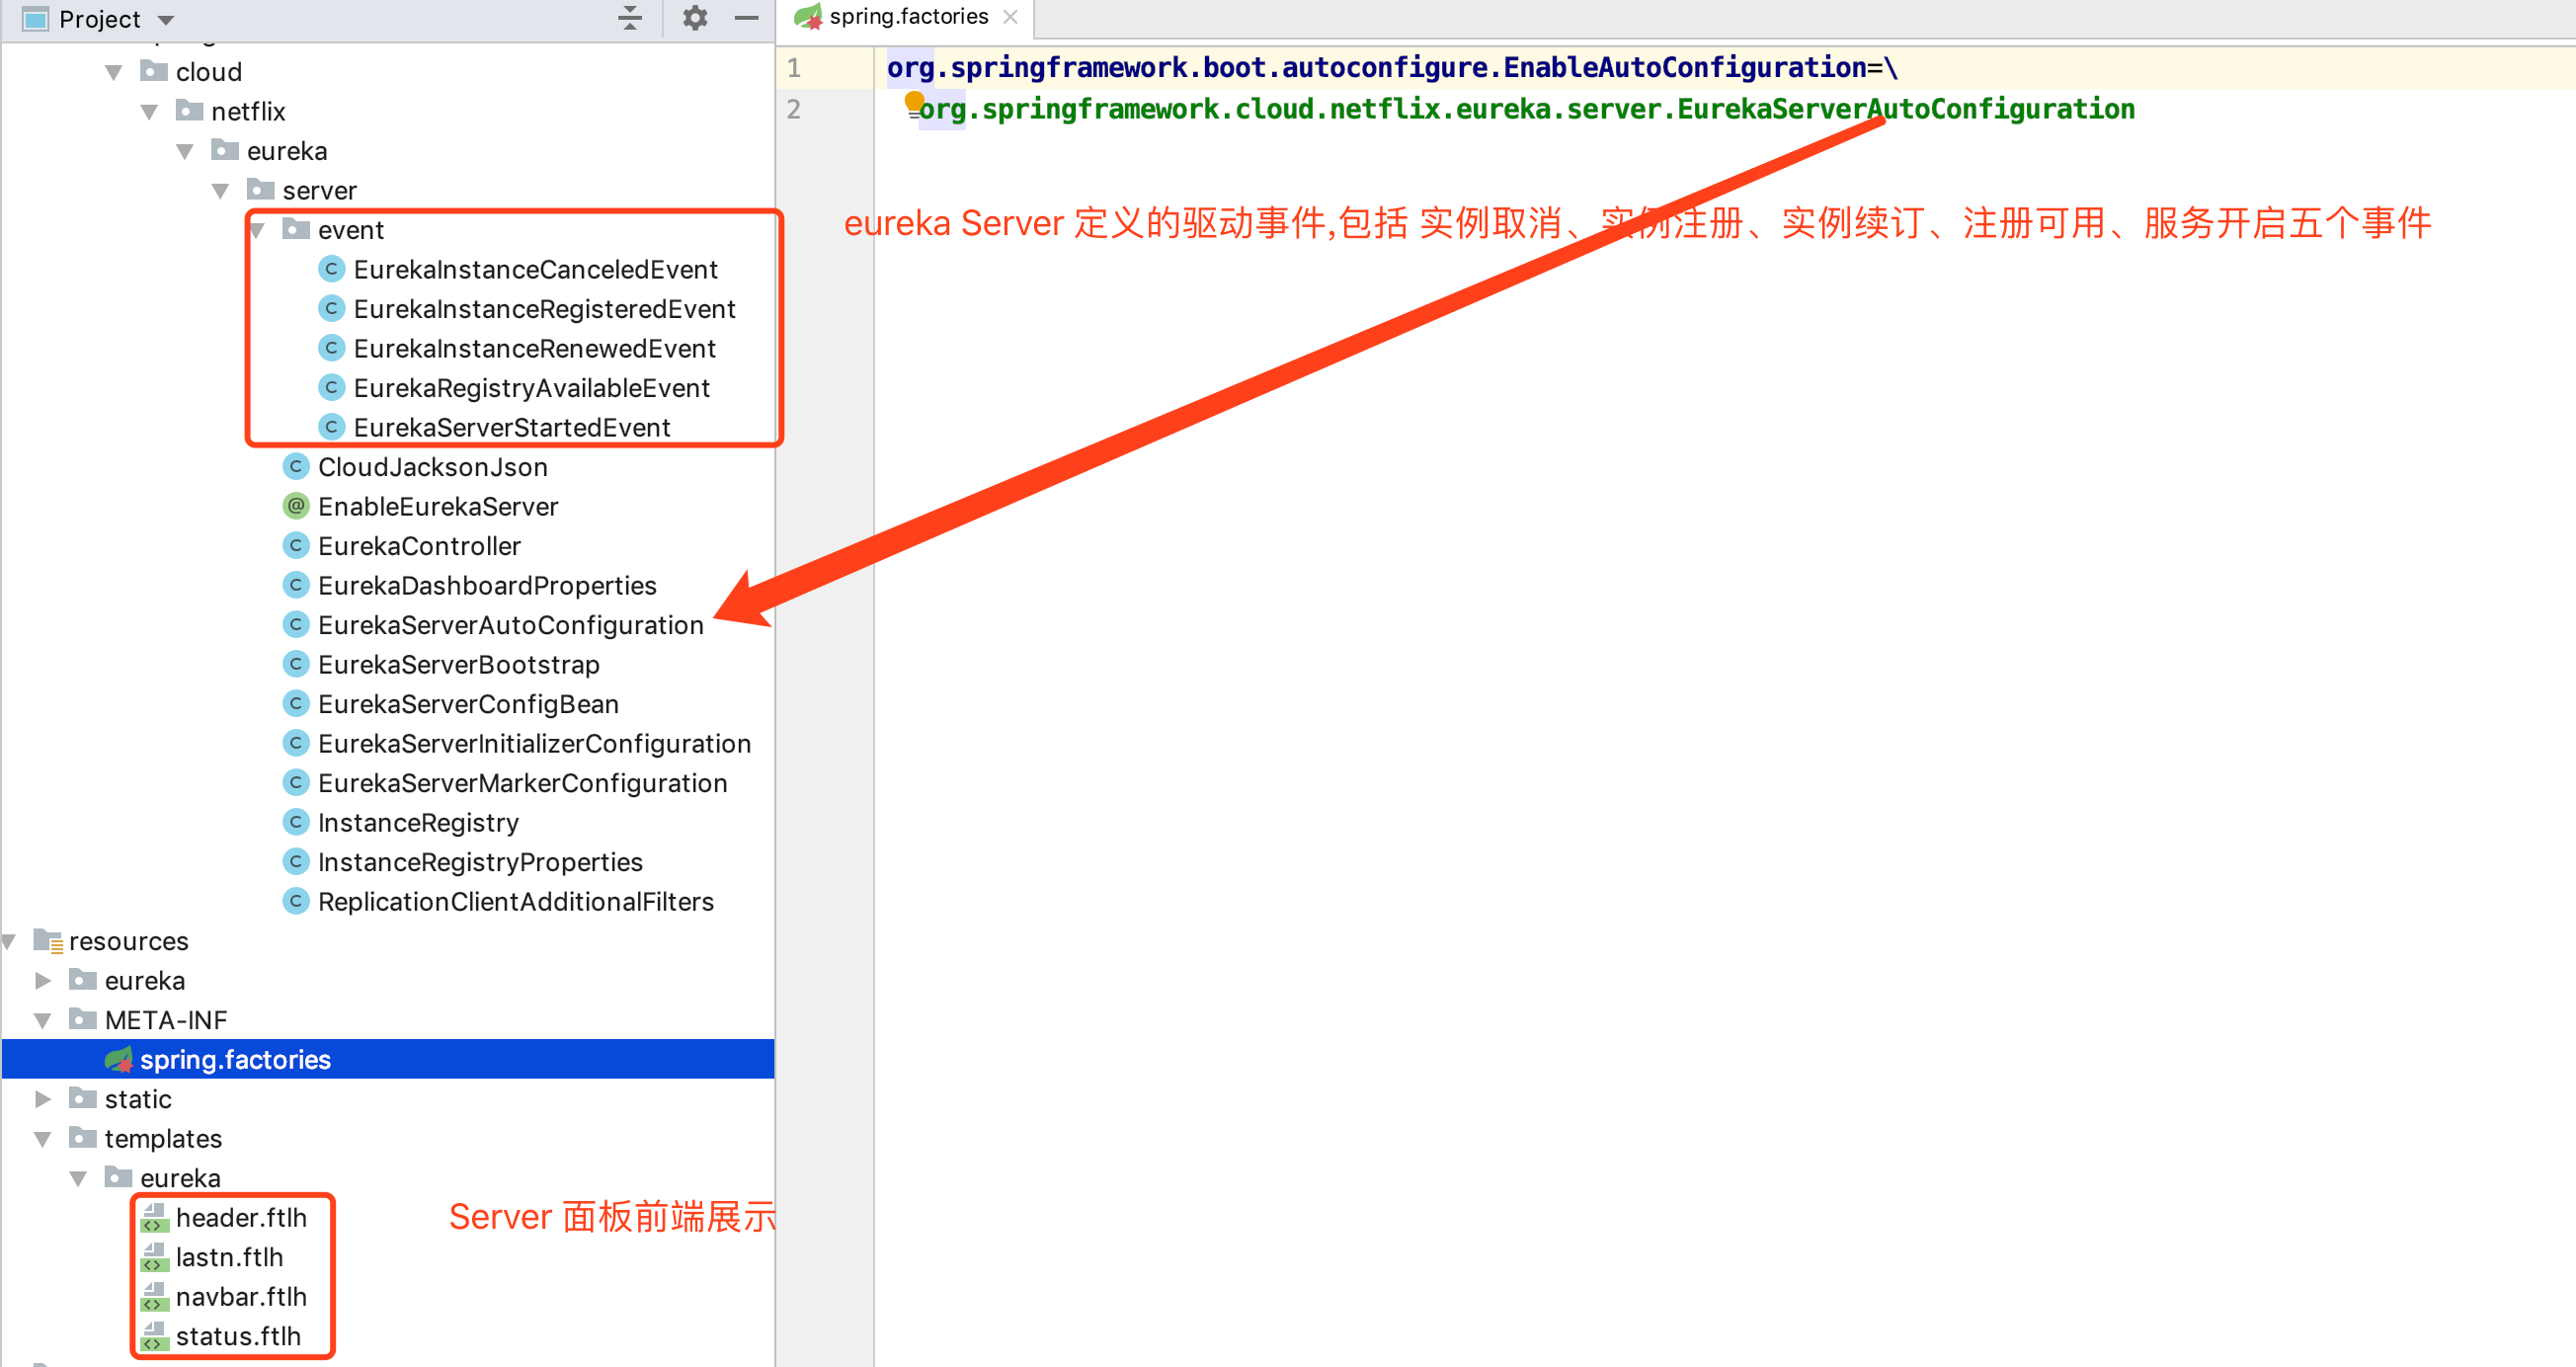 Project
spring.factories
cloud
netflix
eureka
server
event
EurekaInstanceCanceledEvent
EurekaInstanceRegisteredEvent
EurekaInstanceRenewedEvent
EurekaRegistryAvailableEvent
EurekaServerStartedEvent
CloudJacksonJson
EnableEurekaServer
EurekaController
EurekaDashboardProperties
EurekaServerAutoConfiguration
EurekaServerBootstrap
EurekaServerConfigBean
EurekaServerInitializerConfiguration
EurekaServerMarkerConfiguration
InstanceRegistry
InstanceRegistryProperties
ReplicationClientAdditionalFilters
resources
eureka
META-INF
spring.factories
static
templates
eureka
header.ftlh
lastn.ftlh
navbar.ftlh
status.ftlh
Server 面板前端展示
1 org.springframework.boot.autoconfigure.EnableAutoConfiguration=\
2 org.springframework.cloud.netflix.eureka.server.EurekaServerAutoConfiguration
eureka Server 定义的驱动事件,包括 实例取消、实例注册、实例续订、注册可用、服务开启五个事件